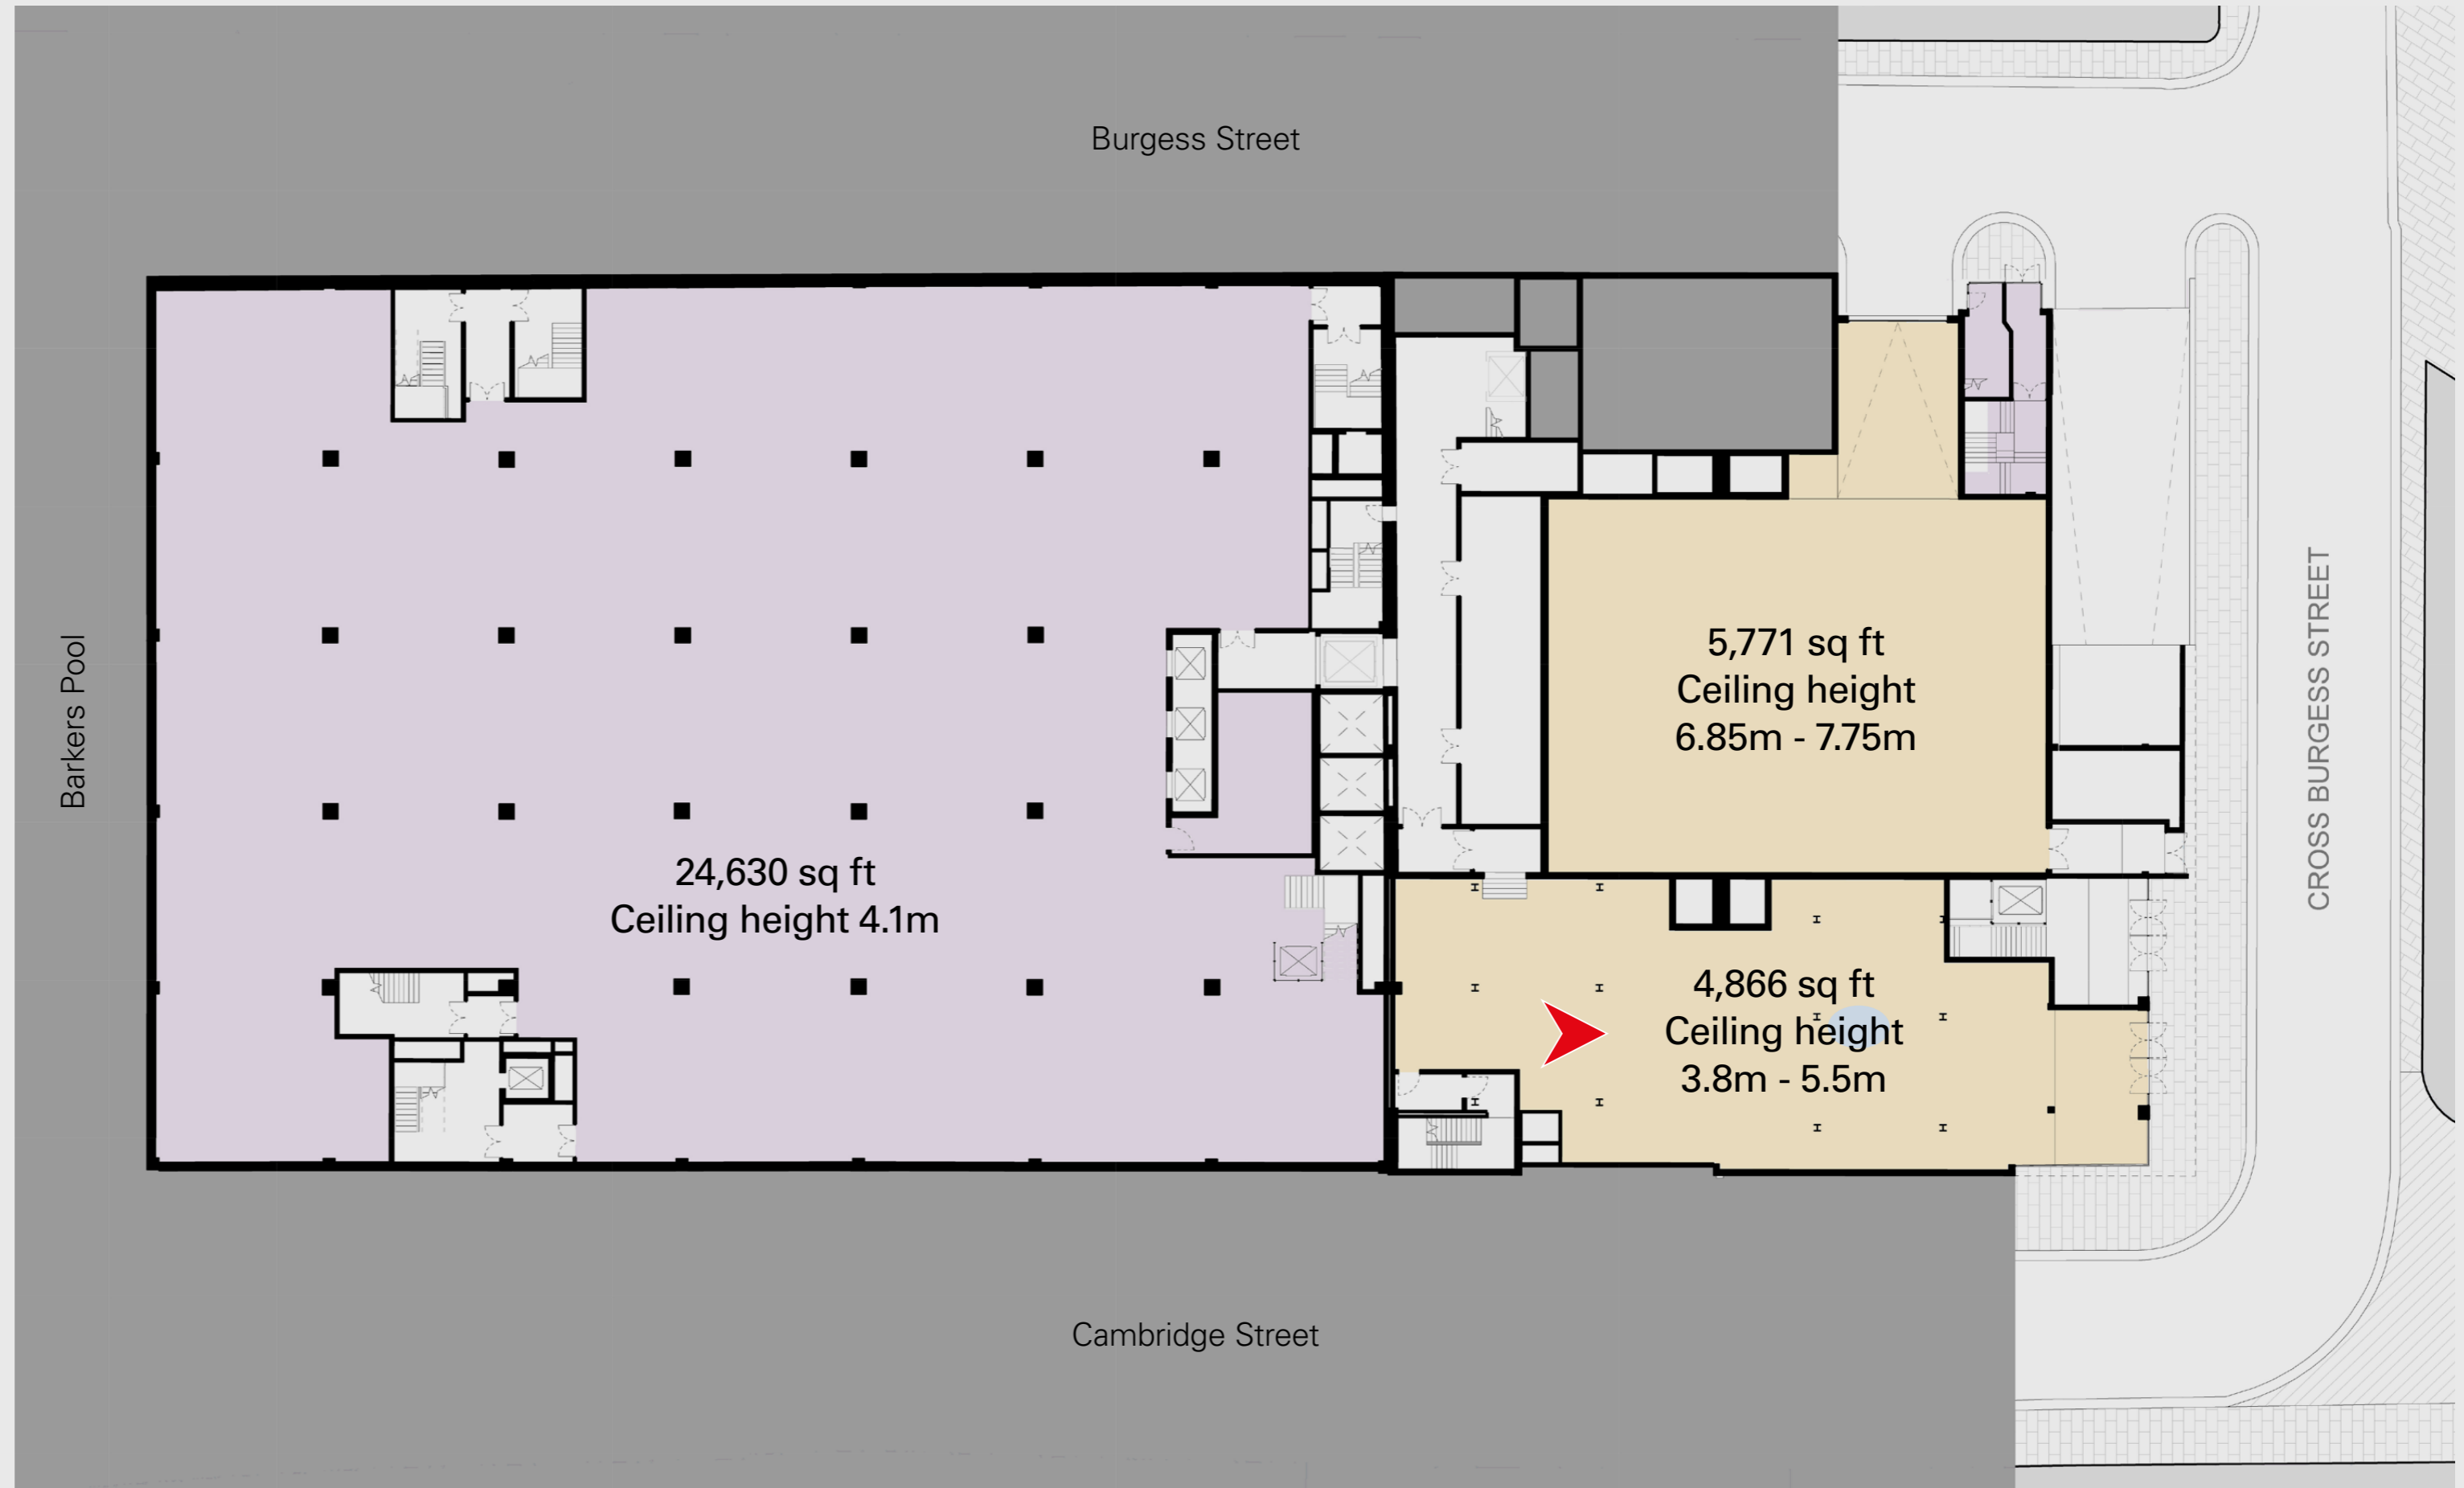 Burgess Street
Barkers Pool
5,771 sq ft
Ceiling height
6.85m - 7.75m
CROSS BURGESS STREET
24,630 sq ft
Ceiling height 4.1m
4,866 sq ft
Ceiling height
3.8m - 5.5m
Cambridge Street